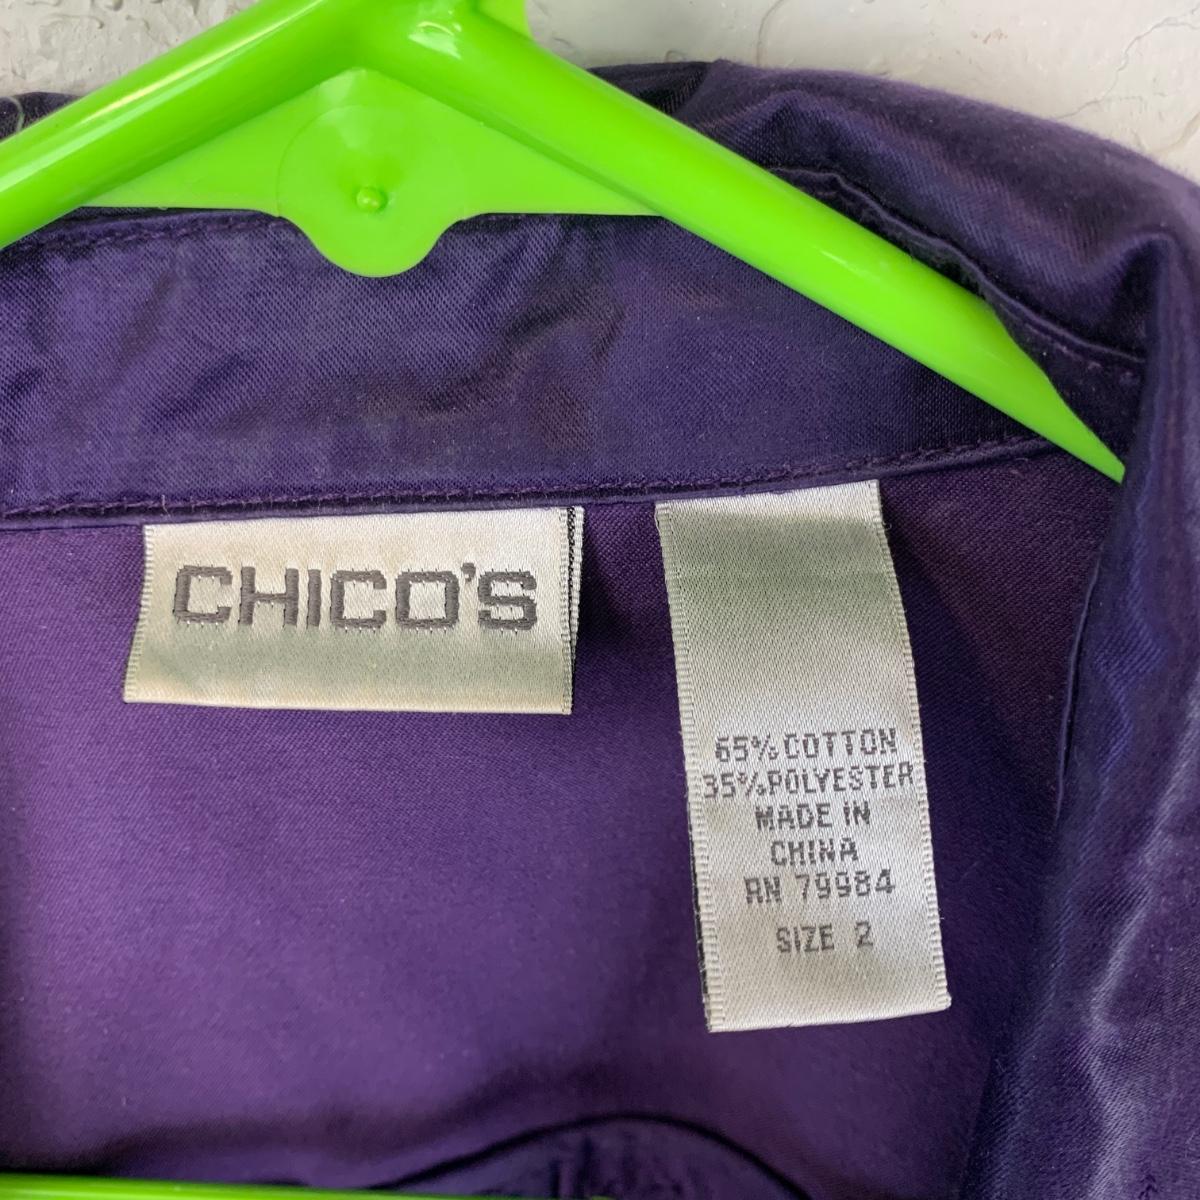 CHICO'S
65% COTTON
35% POLYESTER
MADE IN
CHINA
RN 79984
SIZE 2